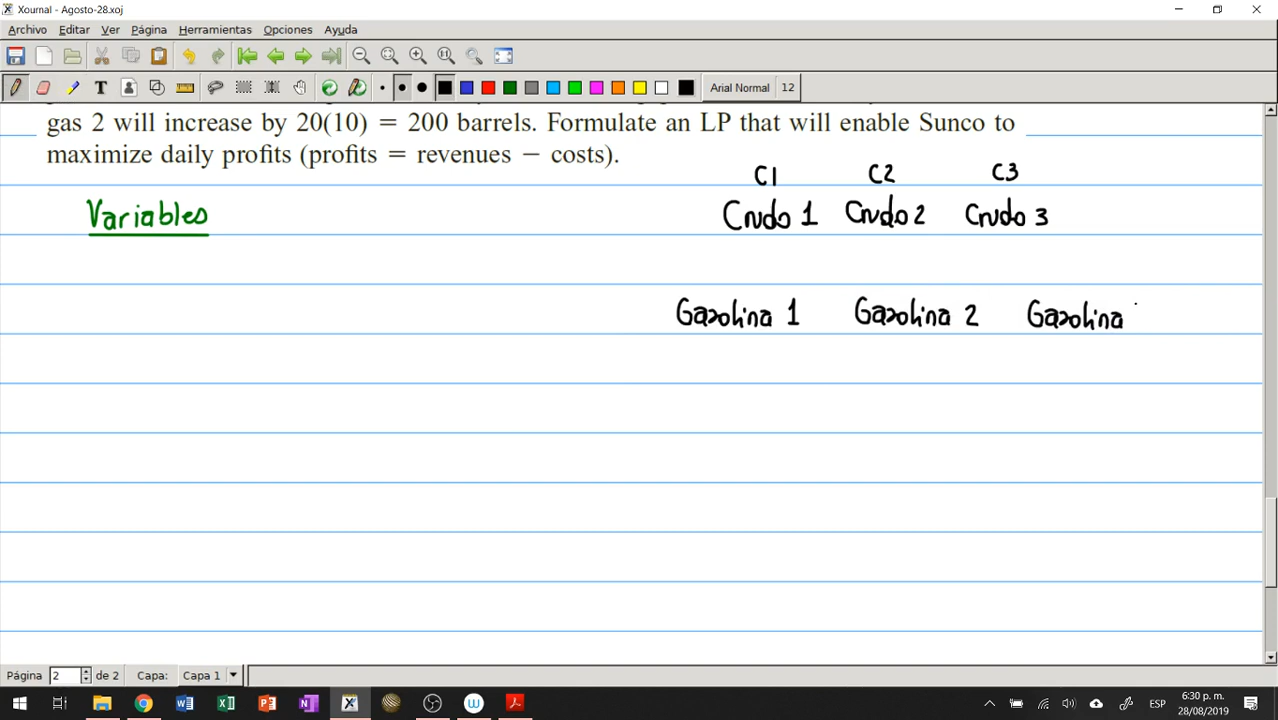 Xournal - Agosto-28.xoj
Archivo Editar Ver Página Herramientas Opciones Ayuda
Arial Normal 12
gas 2 will increase by 20(10) = 200 barrels. Formulate an LP that will enable Sunco to
maximize daily profits (profits = revenues − costs).
C1 C2 C3
Variables Crudo 1 Crudo 2 Crudo 3
Gasolina 1 Gasolina 2 Gasolina
Página 2 de 2 Capa: Capa 1
ESP 6:30 p. m.
28/08/2019